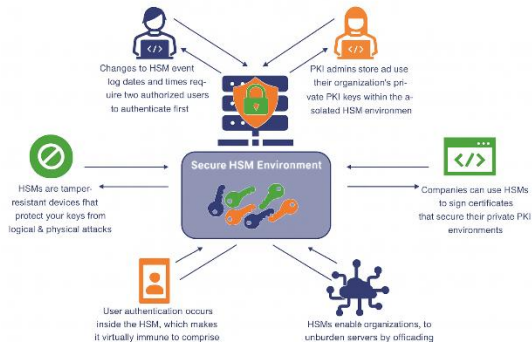 Changes to HSM event
log dates and times req-
uire two authorized users
to authenticate first
PKI admins store ad use
their organization's pri-
vate PKI keys within the a-
solated HSM environmen
Secure HSM Environment
HSMs are tamper-
resistant devices fhat
protect your keys from
logical & physical attacks
Companies can use HSMs
to sign certificates
that secure their private PKI
environments
User authentication occurs
inside the HSM, which makes
it virtually immune to comprise
HSMs enable organizations, to
unburden servers by officading